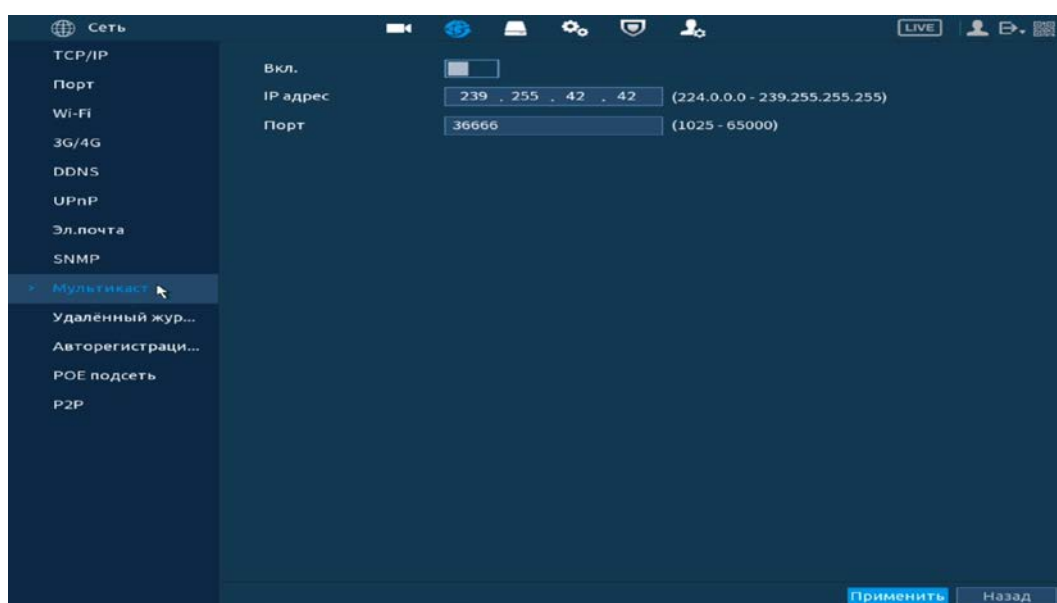 Сеть
LIVE
TCP/IP
Порт
Wi-Fi
3G/4G
DDNS
UPnP
Эл.почта
SNMP
Мультикаст
Удалённый жур...
Авторегистраци...
POE подсеть
P2P
Вкл.
IP адрес 239 . 255 . 42 . 42 (224.0.0.0 - 239.255.255.255)
Порт 36666 (1025 - 65000)
Применить Назад